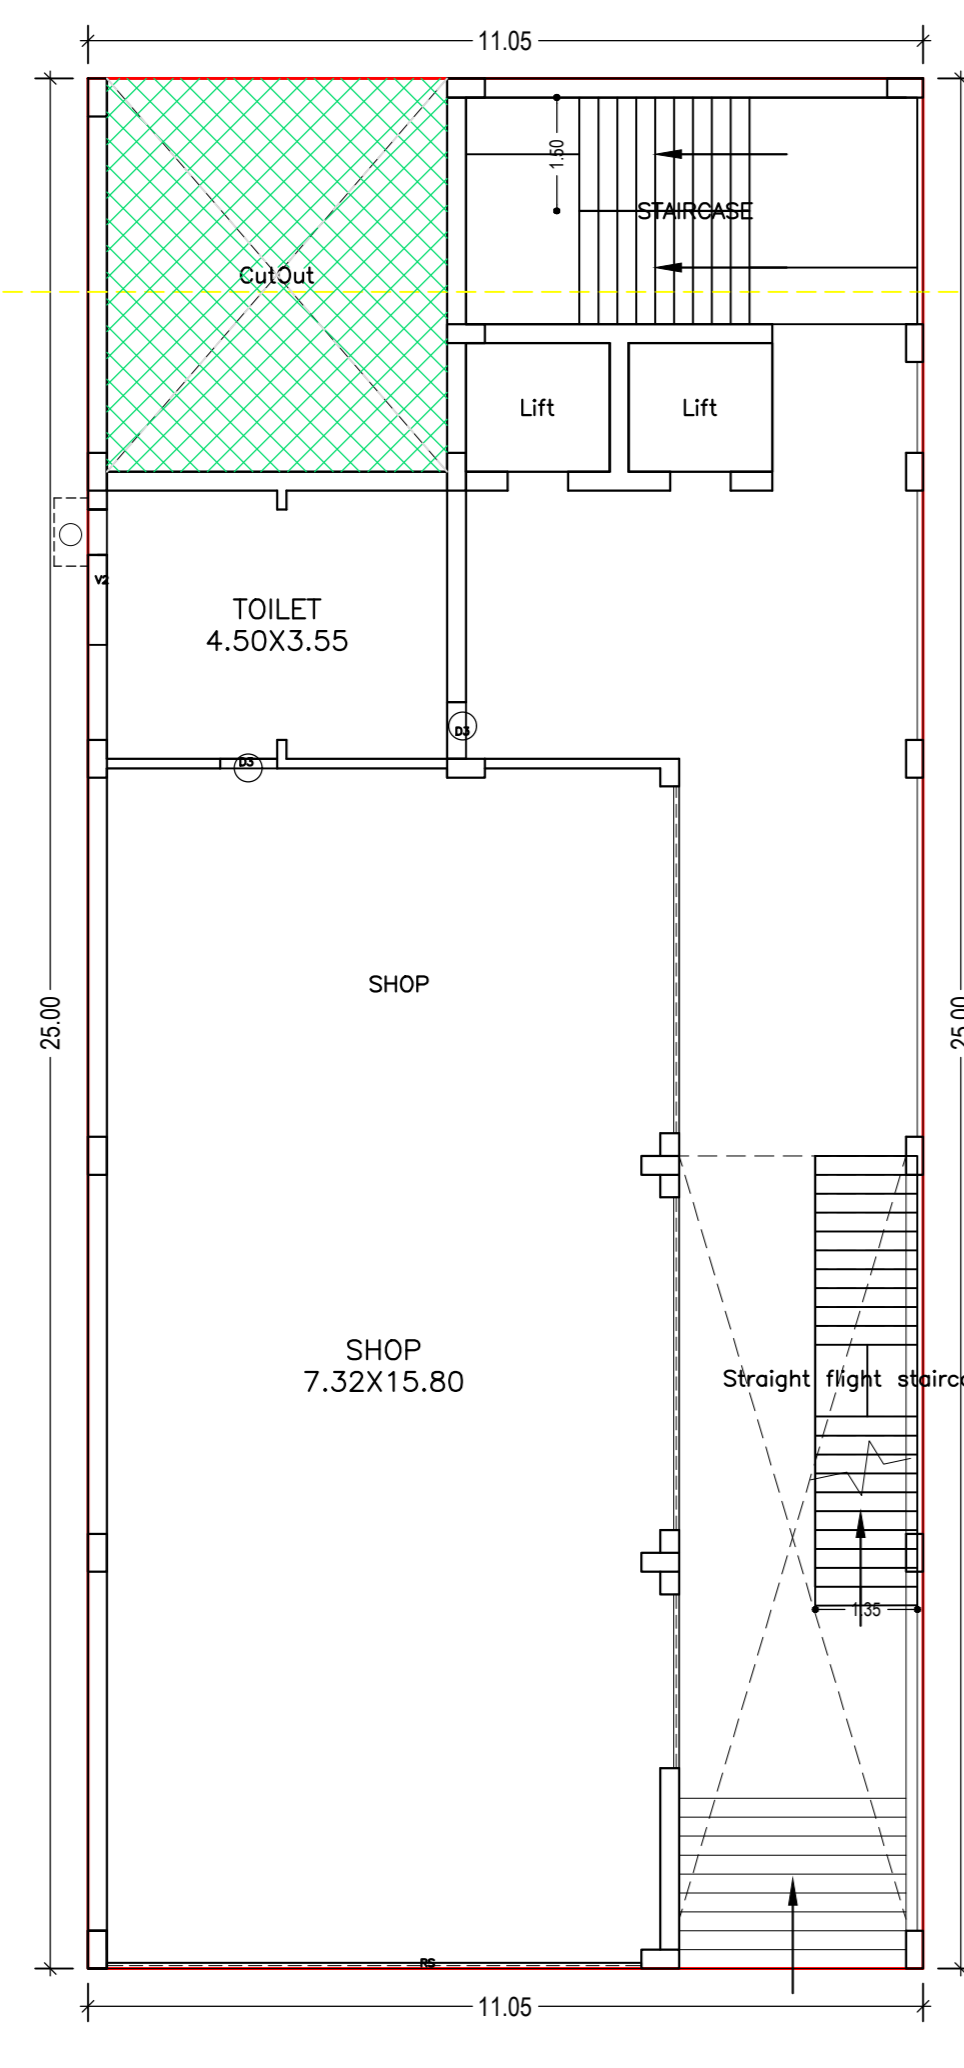 11.05
1.50
STAIRCASE
CutOut
Lift
Lift
V2
TOILET
4.50X3.55
D3
D3
SHOP
25.00
25.00
SHOP
7.32X15.80
Straight flight stairc
1.35
RS
11.05